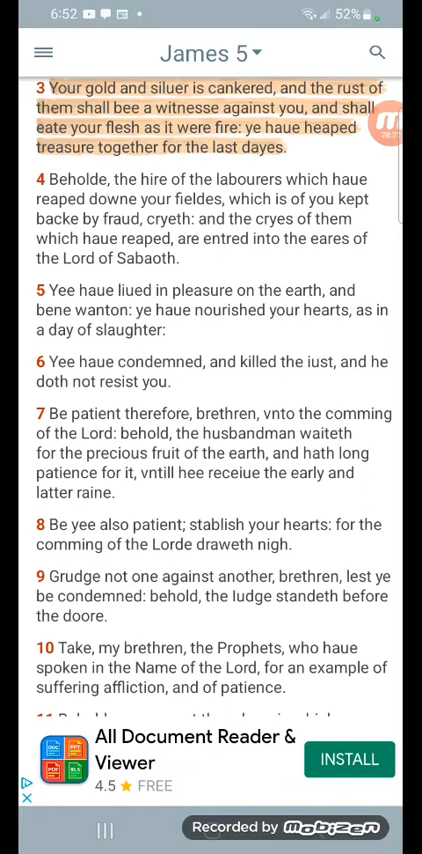 6:52
52%
James 5
3 Your gold and siluer is cankered, and the rust of
them shall bee a witnesse against you, and shall
eate your flesh as it were fire: ye haue heaped
treasure together for the last dayes.
4 Beholde, the hire of the labourers which haue
reaped downe your fieldes, which is of you kept
backe by fraud, cryeth: and the cryes of them
which haue reaped, are entred into the eares of
the Lord of Sabaoth.
5 Yee haue liued in pleasure on the earth, and
bene wanton: ye haue nourished your hearts, as in
a day of slaughter:
6 Yee haue condemned, and killed the iust, and he
doth not resist you.
7 Be patient therefore, brethren, vnto the comming
of the Lord: behold, the husbandman waiteth
for the precious fruit of the earth, and hath long
patience for it, vntill hee receiue the early and
latter raine.
8 Be yee also patient; stablish your hearts: for the
comming of the Lorde draweth nigh.
9 Grudge not one against another, brethren, lest ye
be condemned: behold, the Iudge standeth before
the doore.
10 Take, my brethren, the Prophets, who haue
spoken in the Name of the Lord, for an example of
suffering affliction, and of patience.
DOC
PPT
PDF
XLS
All Document Reader &
Viewer
4.5 ★ FREE
INSTALL
Recorded by Mobizen